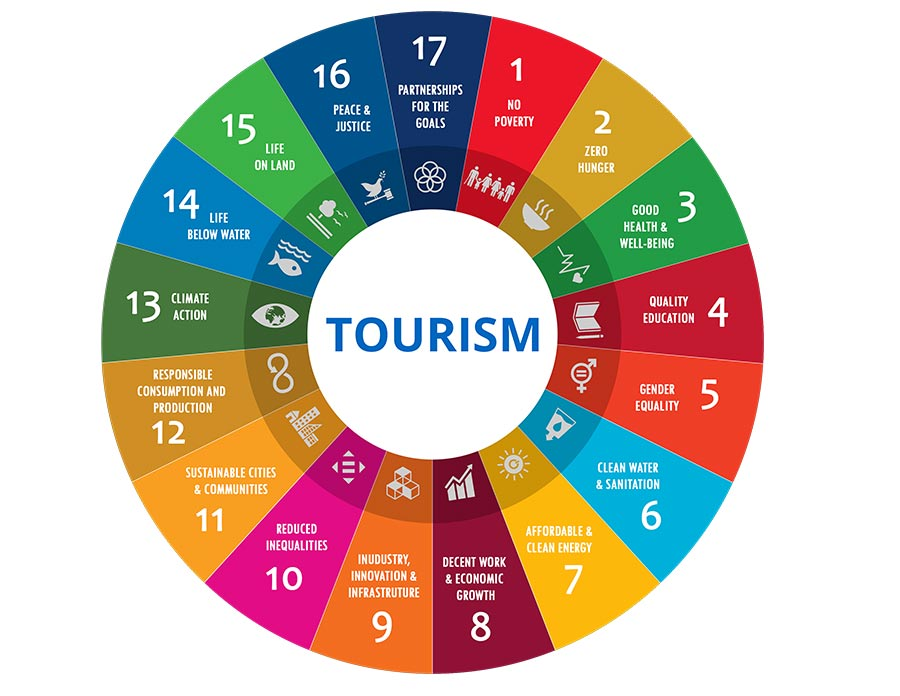 TOURISM
1
NO
POVERTY
2
ZERO
HUNGER
3
GOOD
HEALTH &
WELL-BEING
4
QUALITY
EDUCATION
5
GENDER
EQUALITY
CLEAN WATER
& SANITATION
6
AFFORDABLE &
CLEAN ENERGY
7
DECENT WORK
& ECONOMIC
GROWTH
8
INUDUSTRY,
INNOVATION &
INFRASTRUTURE
9
REDUCED
INEQUALITIES
10
SUSTAINABLE CITIES
& COMMUNITIES
11
RESPONSIBLE
CONSUMPTION AND
PRODUCTION
12
13
CLIMATE
ACTION
14
LIFE
BELOW WATER
15
LIFE
ON LAND
16
PEACE &
JUSTICE
17
PARTNERSHIPS
FOR THE
GOALS